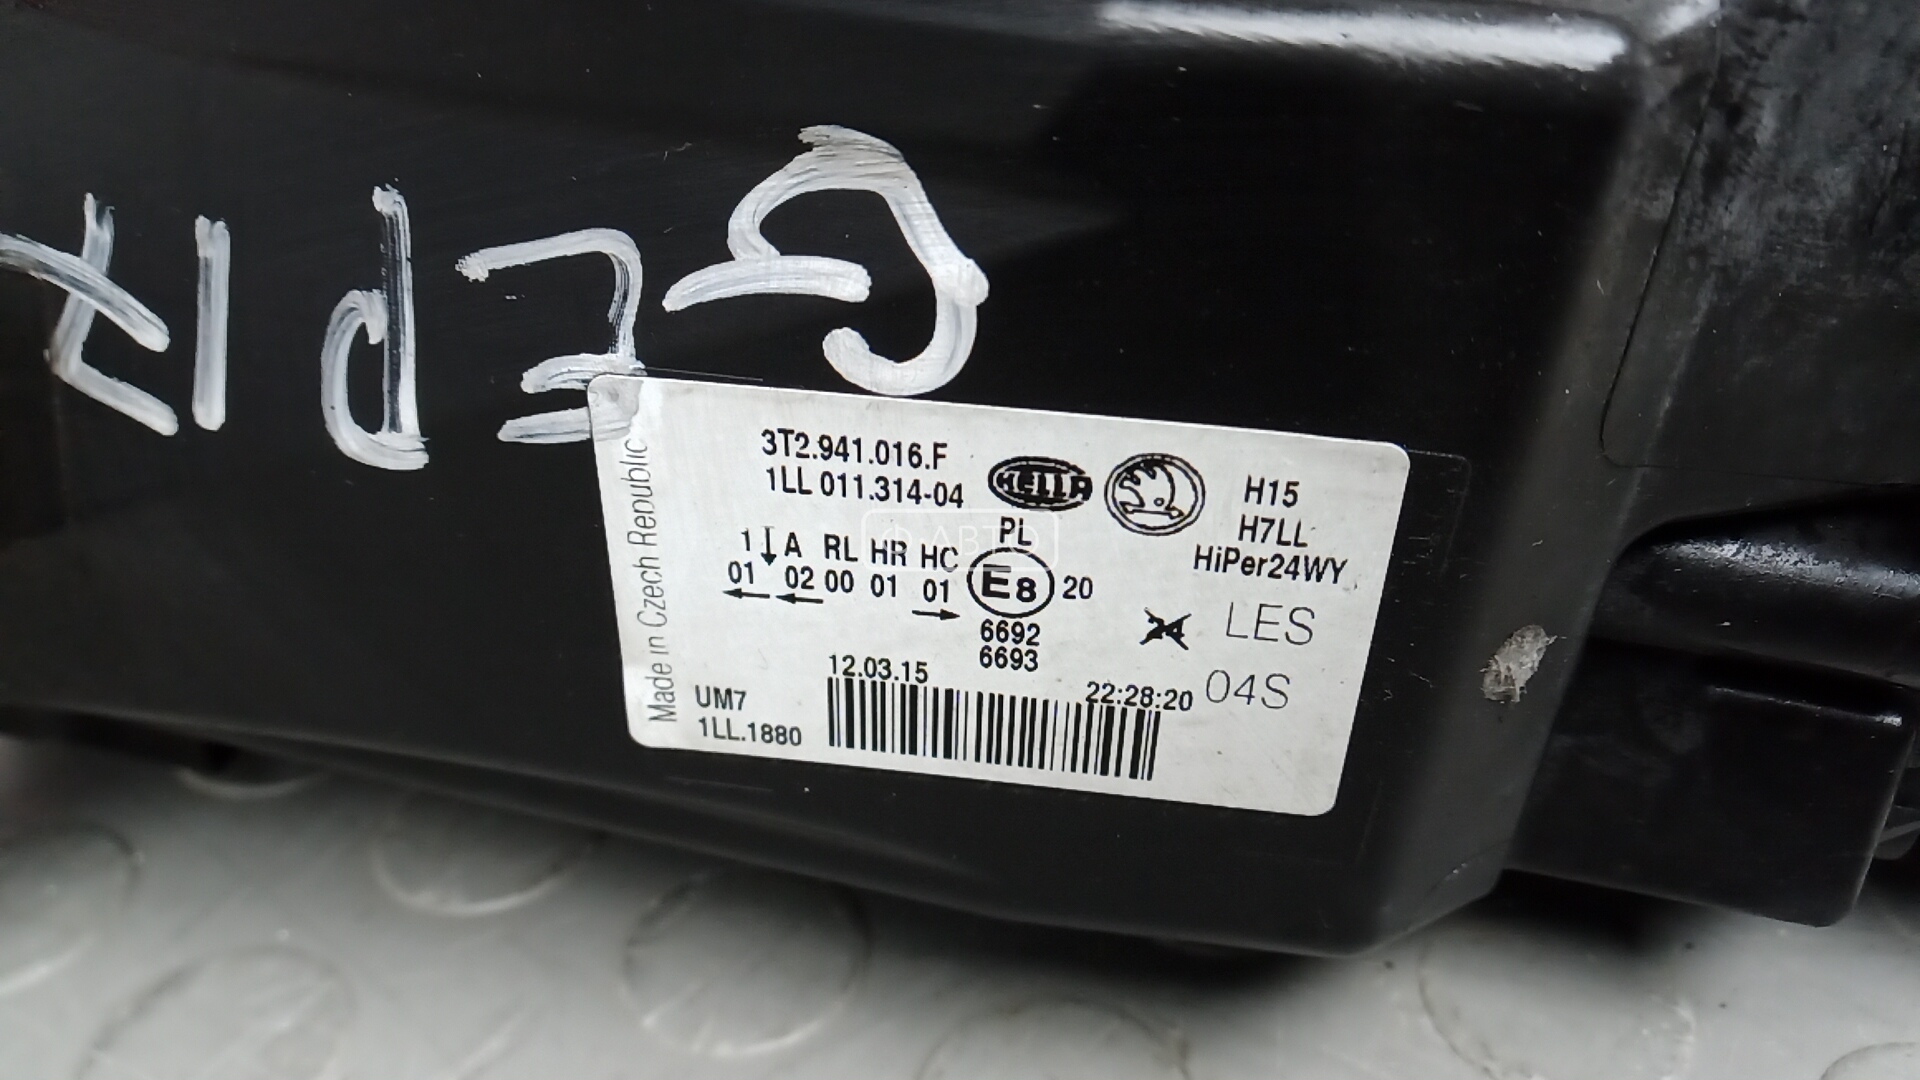 3T2.941.016.F
1LL 011.314-04
HELLA
H15
H7LL
HiPer24WY
PL
1 A RL HR HC
01 02 00 01 01
E8 20
6692
6693
24 LES
04S
12.03.15 22:28:20
UM7
1LL.1880
Made in Czech Republic
АВТО